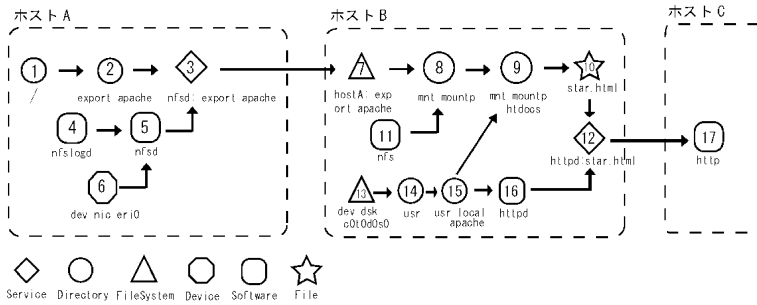 ホストA
ホストB
ホストC
1
2
3
/
export apache
nfsd: export apache
4
5
nfslogd
nfsd
6
dev nic eri0
7
8
9
10
hostA: exp
ort apache
mnt mountp
mnt mountp
htdocs
star.html
11
nfs
12
httpd:star.html
17
http
13
14
15
16
dev dsk
c0t0d0s0
usr
usr local
apache
httpd
Service
Directory
FileSystem
Device
Software
File